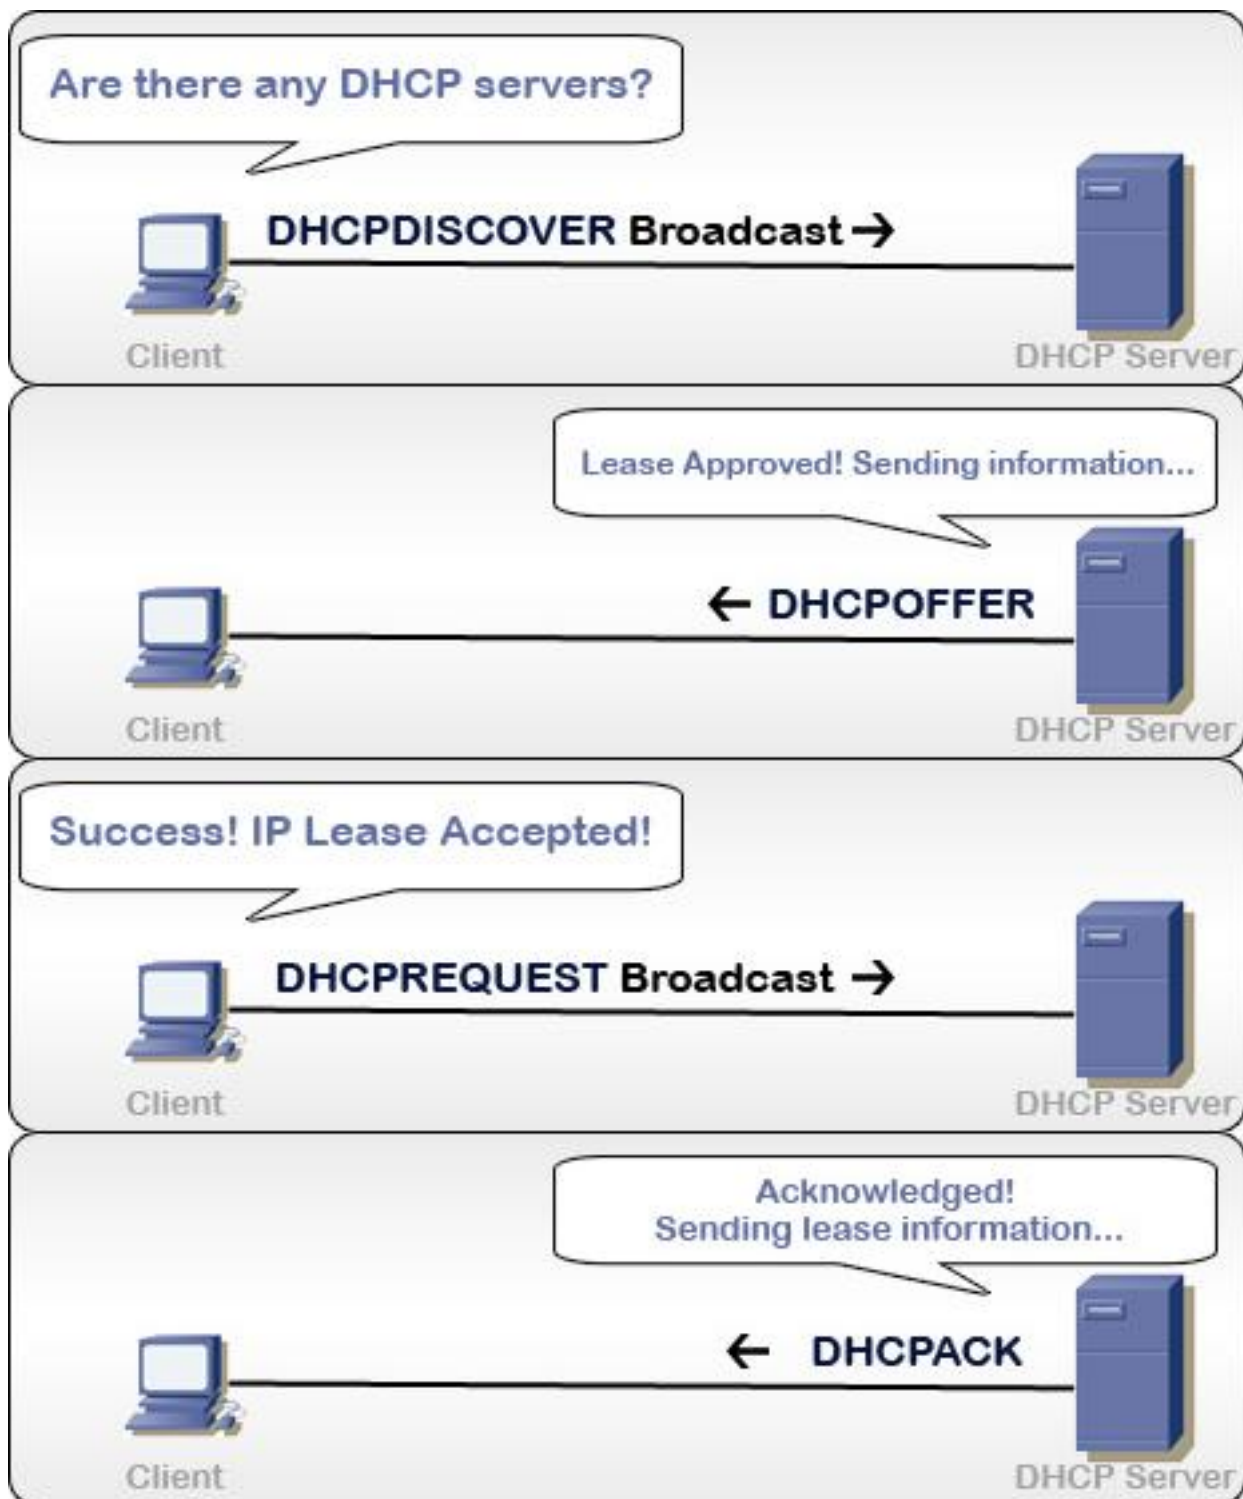 Are there any DHCP servers?
DHCPDISCOVER Broadcast →
Client
DHCP Server
Lease Approved! Sending information...
← DHCPOFFER
Client
DHCP Server
Success! IP Lease Accepted!
DHCPREQUEST Broadcast →
Client
DHCP Server
Acknowledged!
Sending lease information...
← DHCPACK
Client
DHCP Server